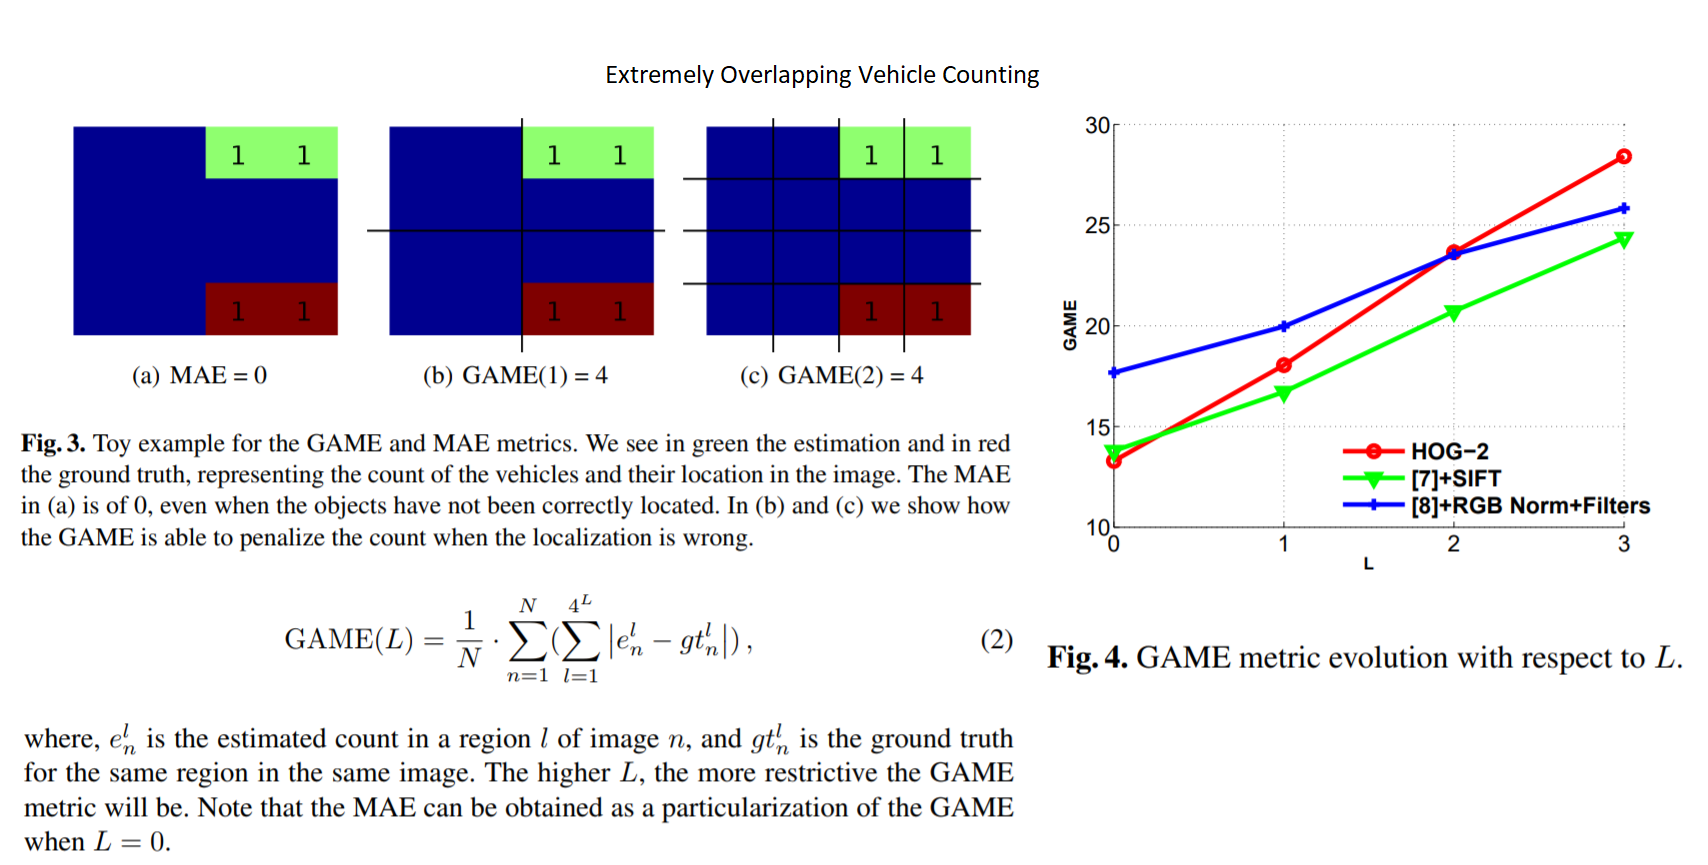 Extremely Overlapping Vehicle Counting
1 1
1 1
(a) MAE = 0
1 1
1 1
(b) GAME(1) = 4
1 1
1 1
(c) GAME(2) = 4
Fig. 3. Toy example for the GAME and MAE metrics. We see in green the estimation and in red
the ground truth, representing the count of the vehicles and their location in the image. The MAE
in (a) is of 0, even when the objects have not been correctly located. In (b) and (c) we show how
the GAME is able to penalize the count when the localization is wrong.
GAME(L) = \frac{1}{N} \cdot \sum_{n=1}^{N} (\sum_{l=1}^{4^L} |e_n^l - gt_n^l|) , (2)
where, e_n^l is the estimated count in a region l of image n, and gt_n^l is the ground truth
for the same region in the same image. The higher L, the more restrictive the GAME
metric will be. Note that the MAE can be obtained as a particularization of the GAME
when L = 0.
30
25
20
15
10
GAME
0 1 2 3
L
HOG−2
[7]+SIFT
[8]+RGB Norm+Filters
Fig. 4. GAME metric evolution with respect to L.